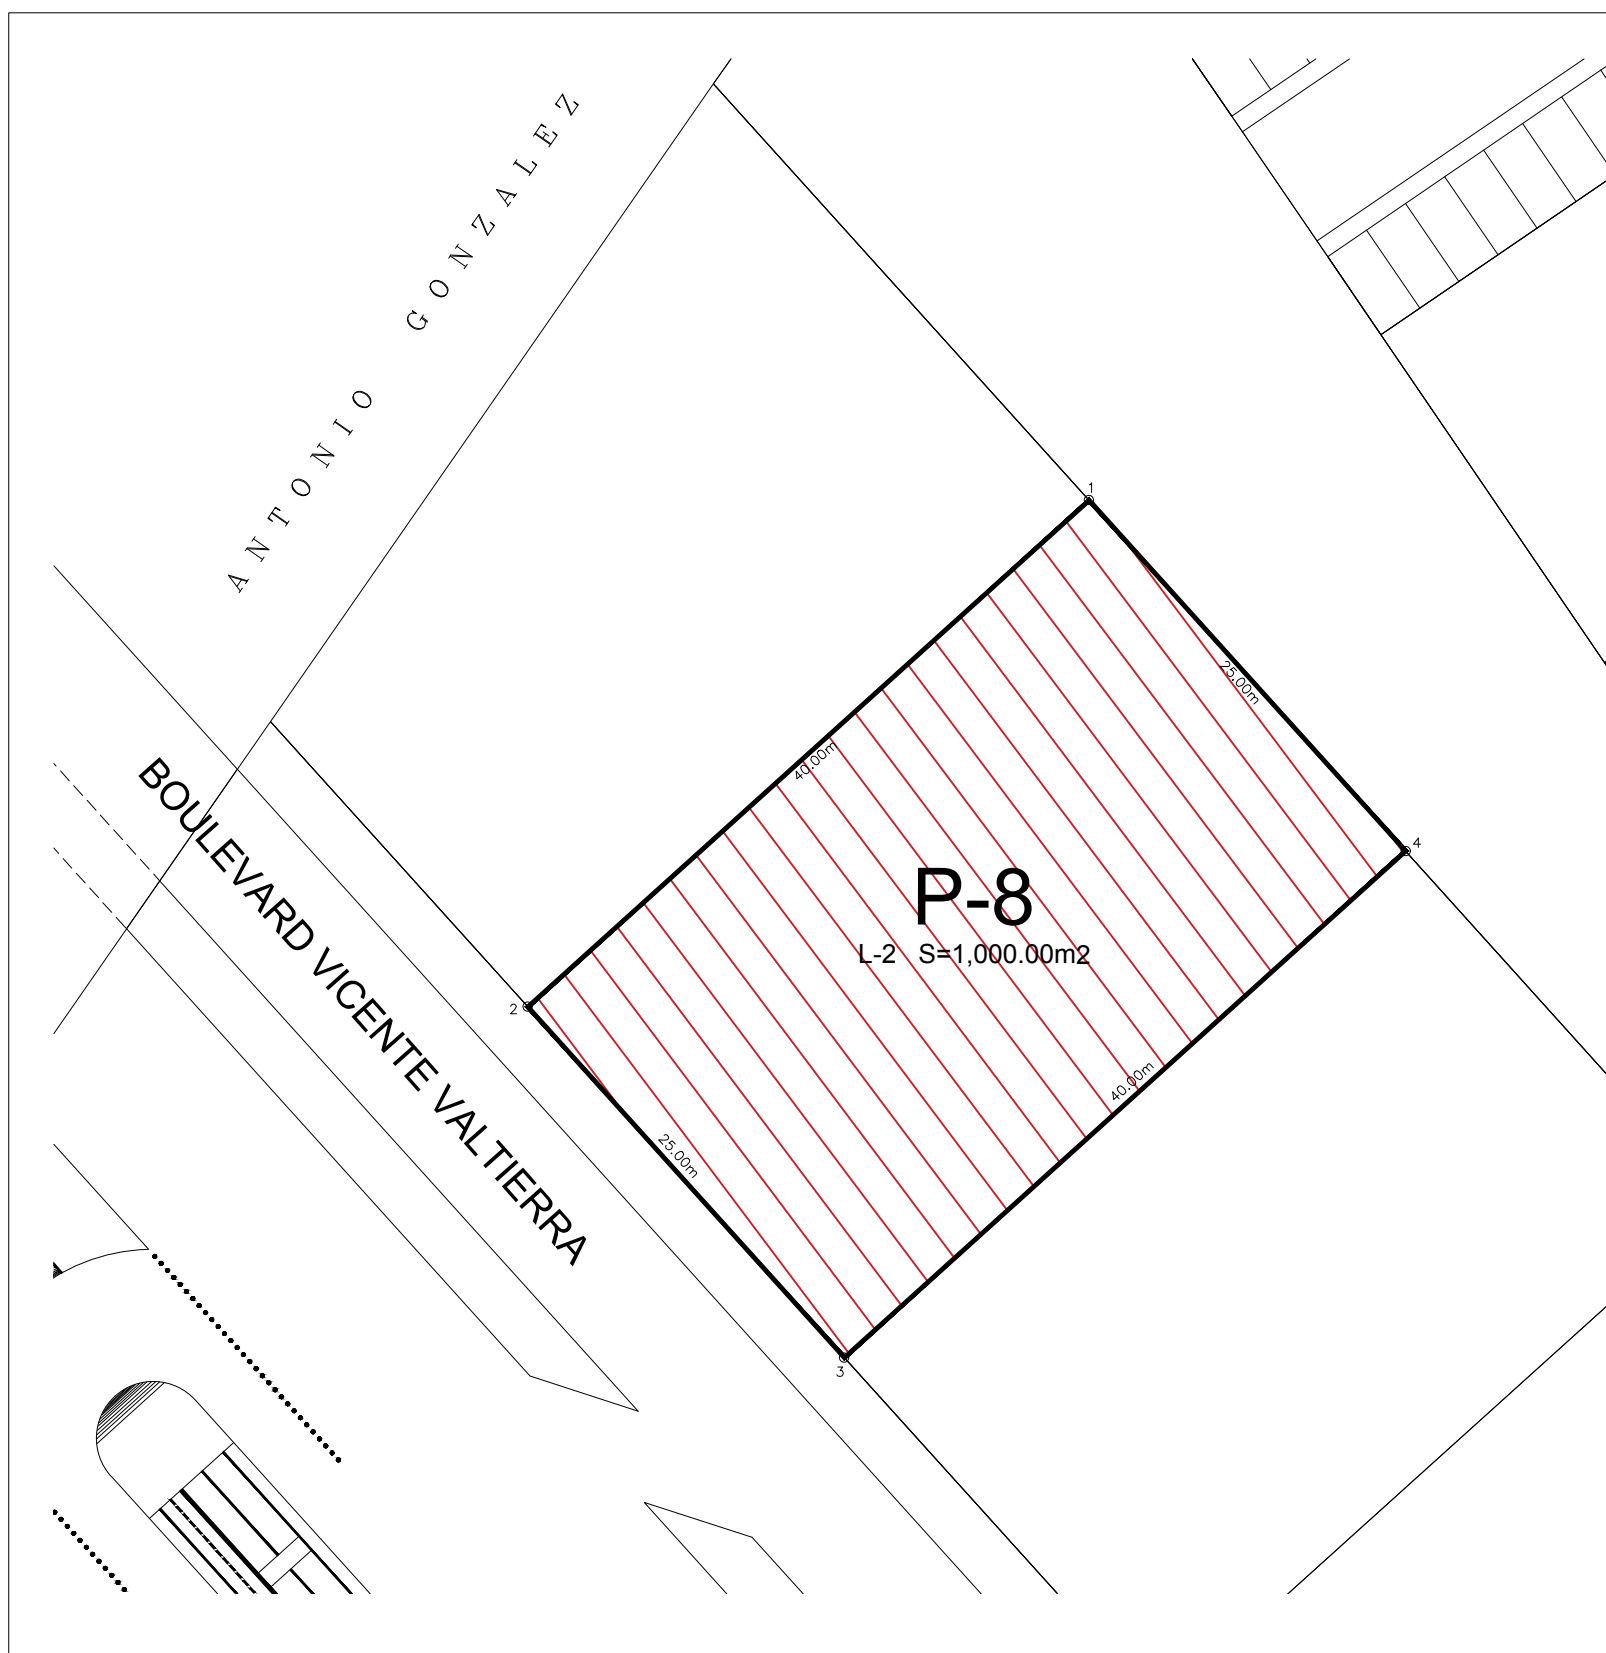 ANTONIO GONZALEZ
1
25.00m
40.00m
4
P-8
L-2 S=1,000.00m2
BOULEVARD VICENTE VALTIERRA
2
40.00m
25.00m
3